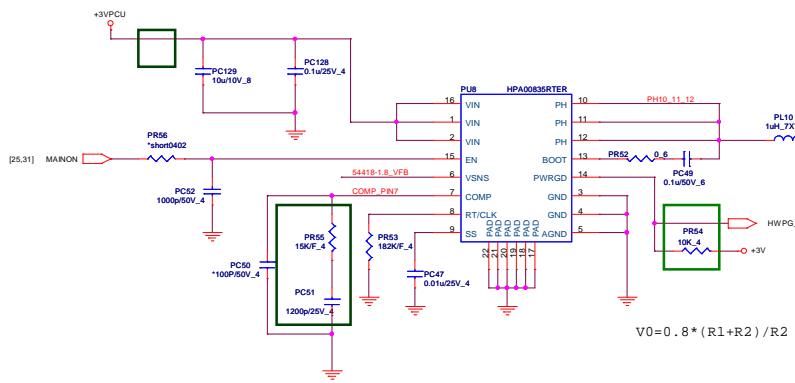 +3VPCU
PC129
10u/10V_8
PC128
0.1u/25V_4
PU8 HPA00835RTER
16 VIN PH 10 PH10_11_12
1 VIN PH 11
2 VIN PH 12
PL10
1uH_7X
PR56
*short0402
[25,31] MAINON
15 EN BOOT 13 PR52 0_6
PC49
0.1u/50V_6
54418-1.8_VFB 6 VSNS PWRGD 14
PC52
1000p/50V_4
COMP_PIN7 7 COMP GND 3
8 RT/CLK GND 4
9 SS AGND 5
PAD PAD PAD PAD PAD PAD
22 21 20 19 18 17
HWPG_
PR54
10K_4
+3V
PR55
15K/F_4
PR53
182K/F_4
PC50
*100P/50V_4
PC47
0.01u/25V_4
PC51
1200p/25V_4
V0=0.8*(R1+R2)/R2